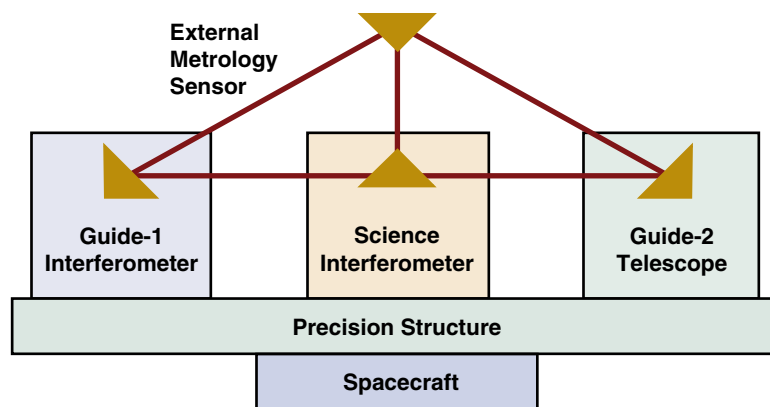 External
Metrology
Sensor
Guide-1
Interferometer
Science
Interferometer
Guide-2
Telescope
Precision Structure
Spacecraft